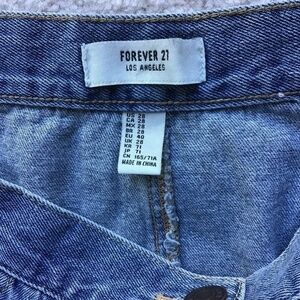 FOREVER 21
LOS ANGELES
US 28
CA 28
MX 28
BR 28
EU 40
UK 28
KR 71
JP 71
CN 165/71A
MADE IN CHINA